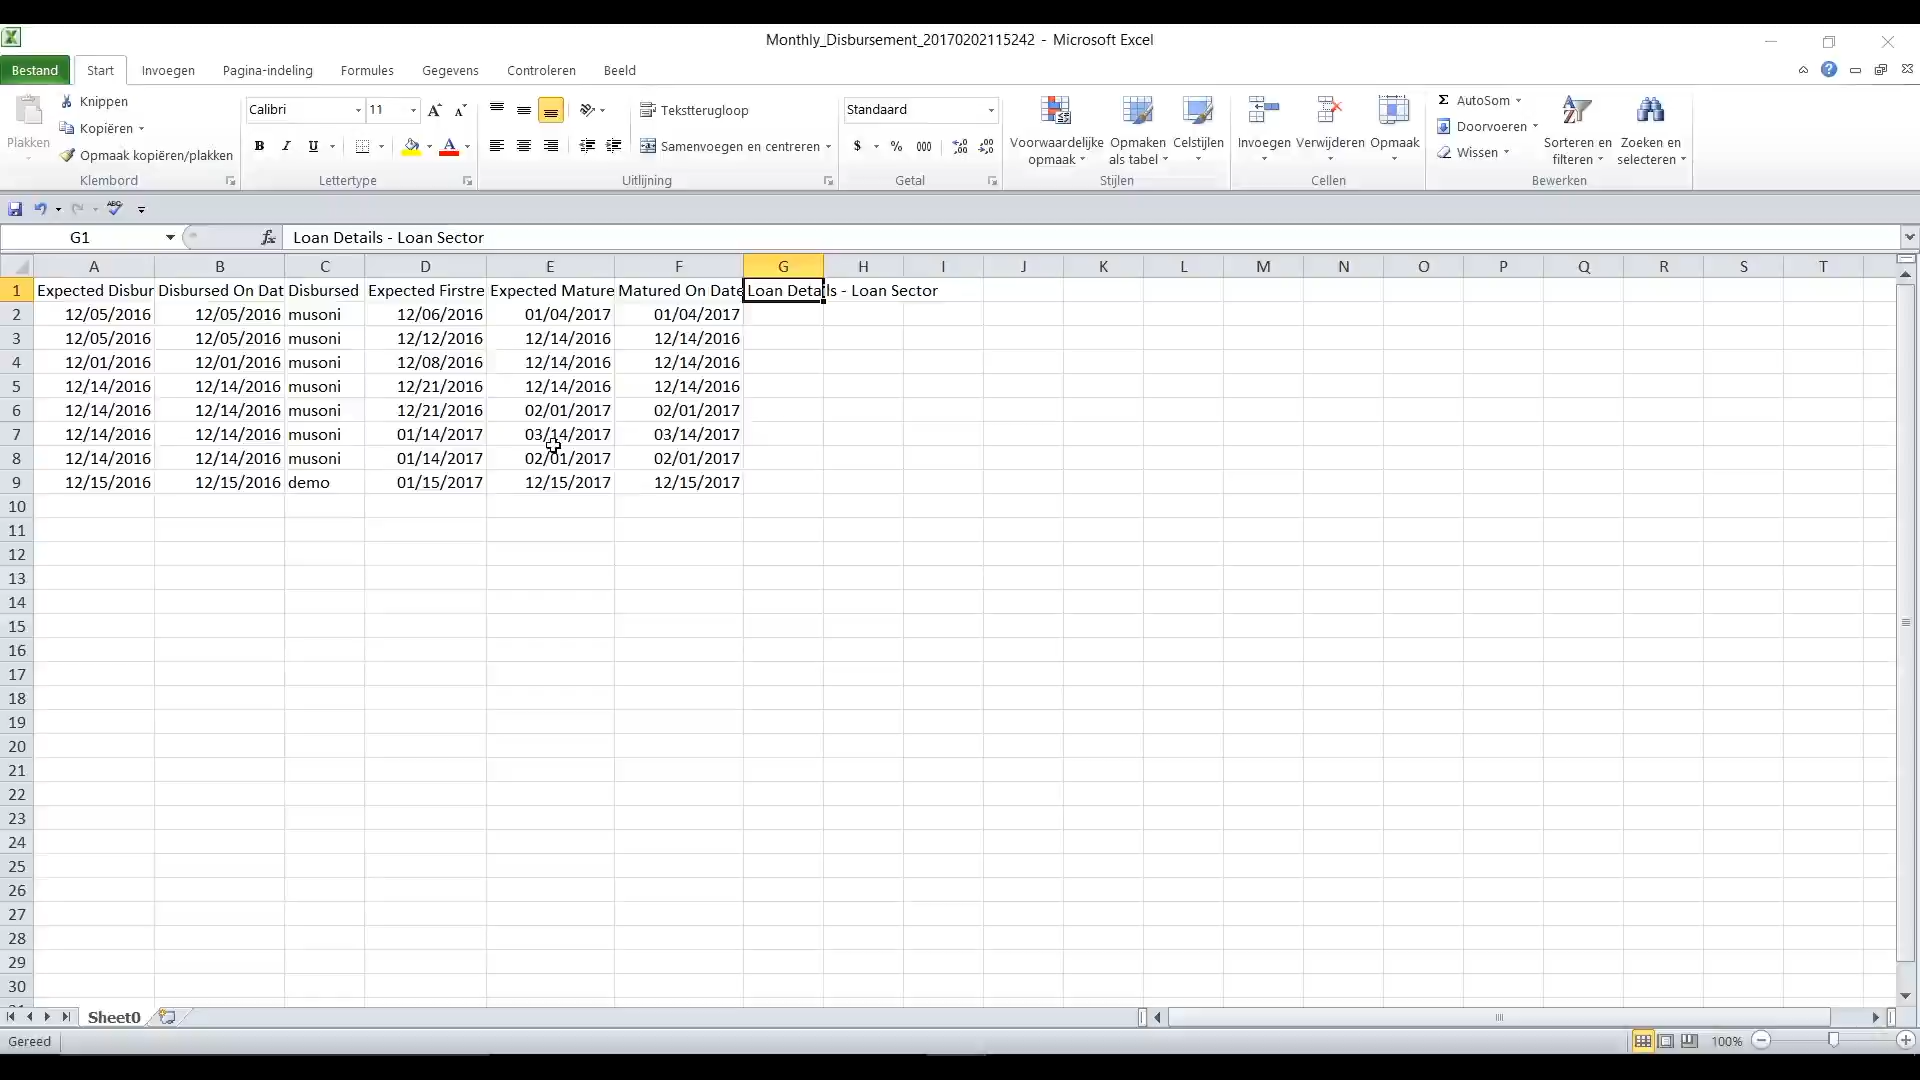 Monthly_Disbursement_20170202115242 - Microsoft Excel
Bestand Start Invoegen Pagina-indeling Formules Gegevens Controleren Beeld
Plakken
Knippen
Kopiëren
Opmaak kopiëren/plakken
Klembord
Calibri 11
B I U A
Lettertype
Tekstterugloop
Samenvoegen en centreren
Uitlijning
Standaard
$ % 000
Getal
Voorwaardelijke opmaak
Opmaken als tabel
Celstijlen
Stijlen
Invoegen Verwijderen Opmaak
Cellen
Σ AutoSom
Doorvoeren
Wissen
Sorteren en filteren
Zoeken en selecteren
Bewerken
G1 fx Loan Details - Loan Sector
A B C D E F G H I J K L M N O P Q R S T
1 Expected Disbur Disbursed On Dat Disbursed Expected Firstre Expected Mature Matured On Date Loan Details - Loan Sector
2 12/05/2016 12/05/2016 musoni 12/06/2016 01/04/2017 01/04/2017
3 12/05/2016 12/05/2016 musoni 12/12/2016 12/14/2016 12/14/2016
4 12/01/2016 12/01/2016 musoni 12/08/2016 12/14/2016 12/14/2016
5 12/14/2016 12/14/2016 musoni 12/21/2016 12/14/2016 12/14/2016
6 12/14/2016 12/14/2016 musoni 12/21/2016 02/01/2017 02/01/2017
7 12/14/2016 12/14/2016 musoni 01/14/2017 03/14/2017 03/14/2017
8 12/14/2016 12/14/2016 musoni 01/14/2017 02/01/2017 02/01/2017
9 12/15/2016 12/15/2016 demo 01/15/2017 12/15/2017 12/15/2017
10
11
12
13
14
15
16
17
18
19
20
21
22
23
24
25
26
27
28
29
30
Sheet0
Gereed 100%